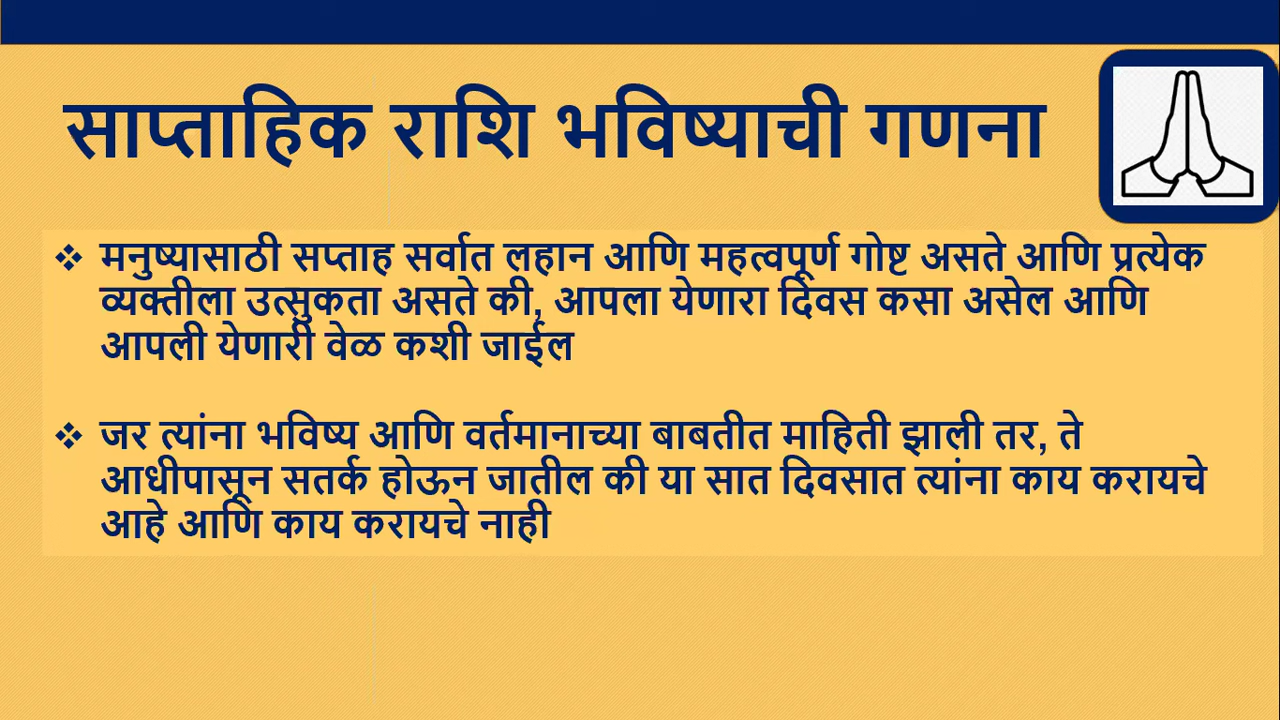 साप्ताहिक राशि भविष्याची गणना
❖ मनुष्यासाठी सप्ताह सर्वात लहान आणि महत्वपूर्ण गोष्ट असते आणि प्रत्येक
व्यक्तीला उत्सुकता असते की, आपला येणारा दिवस कसा असेल आणि
आपली येणारी वेळ कशी जाईल
❖ जर त्यांना भविष्य आणि वर्तमानाच्या बाबतीत माहिती झाली तर, ते
आधीपासून सतर्क होऊन जातील की या सात दिवसात त्यांना काय करायचे
आहे आणि काय करायचे नाही